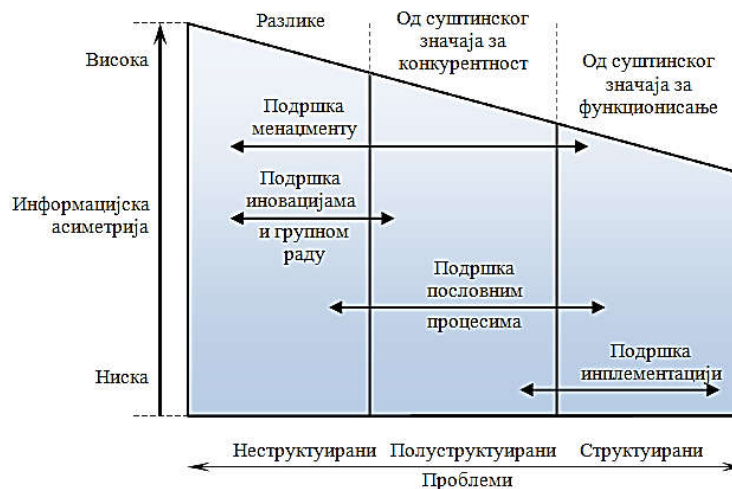 Разлике
Од суштинског
значаја за
конкурентност
Од суштинског
значаја за
функционисање
Висока
Подршка
менаџменту
Информацијска
асиметрија
Подршка
иновацијама
и групном
раду
Подршка
пословним
процесима
Подршка
инплементацији
Ниска
Неструктуирани Полуструктуирани Структуирани
Проблеми